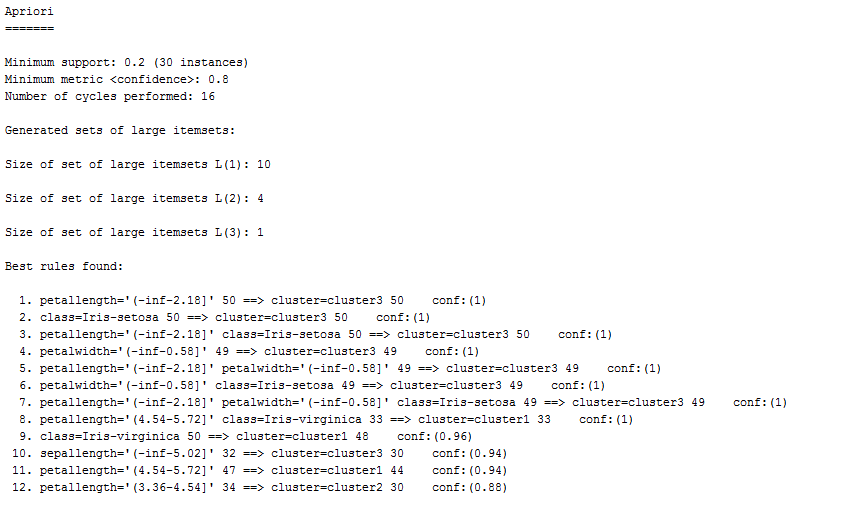 Apriori
=======
Minimum support: 0.2 (30 instances)
Minimum metric <confidence>: 0.8
Number of cycles performed: 16
Generated sets of large itemsets:
Size of set of large itemsets L(1): 10
Size of set of large itemsets L(2): 4
Size of set of large itemsets L(3): 1
Best rules found:
1. petallength='(-inf-2.18]' 50 ==> cluster=cluster3 50 conf:(1)
2. class=Iris-setosa 50 ==> cluster=cluster3 50 conf:(1)
3. petallength='(-inf-2.18]' class=Iris-setosa 50 ==> cluster=cluster3 50 conf:(1)
4. petalwidth='(-inf-0.58]' 49 ==> cluster=cluster3 49 conf:(1)
5. petallength='(-inf-2.18]' petalwidth='(-inf-0.58]' 49 ==> cluster=cluster3 49 conf:(1)
6. petalwidth='(-inf-0.58]' class=Iris-setosa 49 ==> cluster=cluster3 49 conf:(1)
7. petallength='(-inf-2.18]' petalwidth='(-inf-0.58]' class=Iris-setosa 49 ==> cluster=cluster3 49 conf:(1)
8. petallength='(4.54-5.72]' class=Iris-virginica 33 ==> cluster=cluster1 33 conf:(1)
9. class=Iris-virginica 50 ==> cluster=cluster1 48 conf:(0.96)
10. sepallength='(-inf-5.02]' 32 ==> cluster=cluster3 30 conf:(0.94)
11. petallength='(4.54-5.72]' 47 ==> cluster=cluster1 44 conf:(0.94)
12. petallength='(3.36-4.54]' 34 ==> cluster=cluster2 30 conf:(0.88)